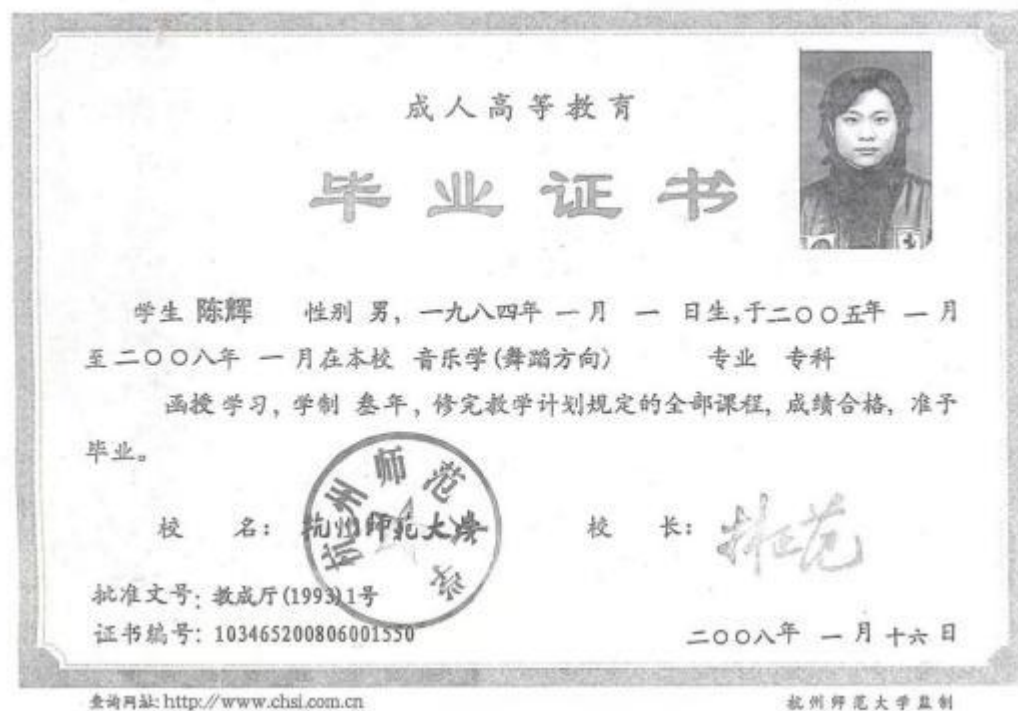 成人高等教育
毕业证书
学生 陈辉 性别 男, 一九八四年 一月 一 日生,于二〇〇五年 一月
至二〇〇八年 一月在本校 音乐学(舞蹈方向) 专业 专科
函授 学习, 学制 叁年, 修完教学计划规定的全部课程, 成绩合格, 准予
毕业。
校 名: 杭州师范大学 校 长:
批准文号: 教成厅(1993)1号
证书编号: 103465200806001550 二〇〇八年 一月十六日
查询网址: http://www.chsi.com.cn 杭州师范大学监制